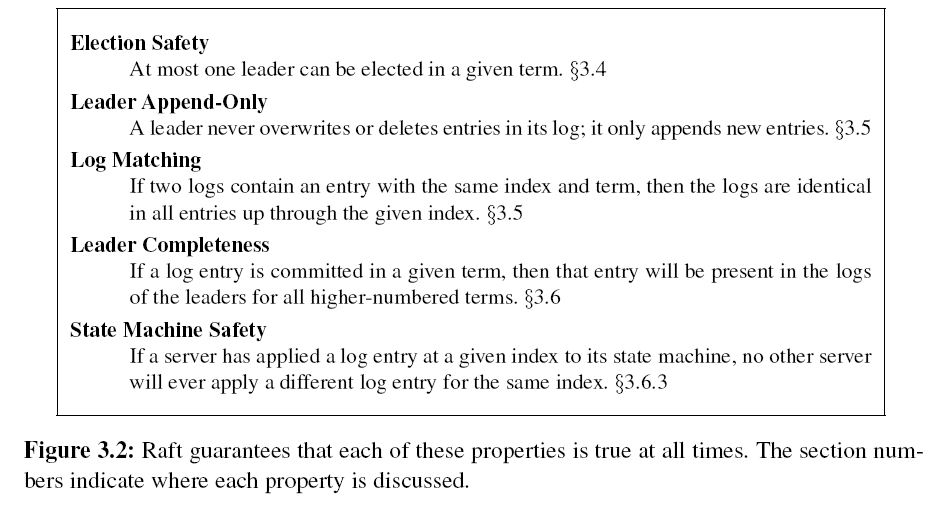 Election Safety
At most one leader can be elected in a given term. §3.4
Leader Append-Only
A leader never overwrites or deletes entries in its log; it only appends new entries. §3.5
Log Matching
If two logs contain an entry with the same index and term, then the logs are identical
in all entries up through the given index. §3.5
Leader Completeness
If a log entry is committed in a given term, then that entry will be present in the logs
of the leaders for all higher-numbered terms. §3.6
State Machine Safety
If a server has applied a log entry at a given index to its state machine, no other server
will ever apply a different log entry for the same index. §3.6.3
Figure 3.2: Raft guarantees that each of these properties is true at all times. The section num-
bers indicate where each property is discussed.